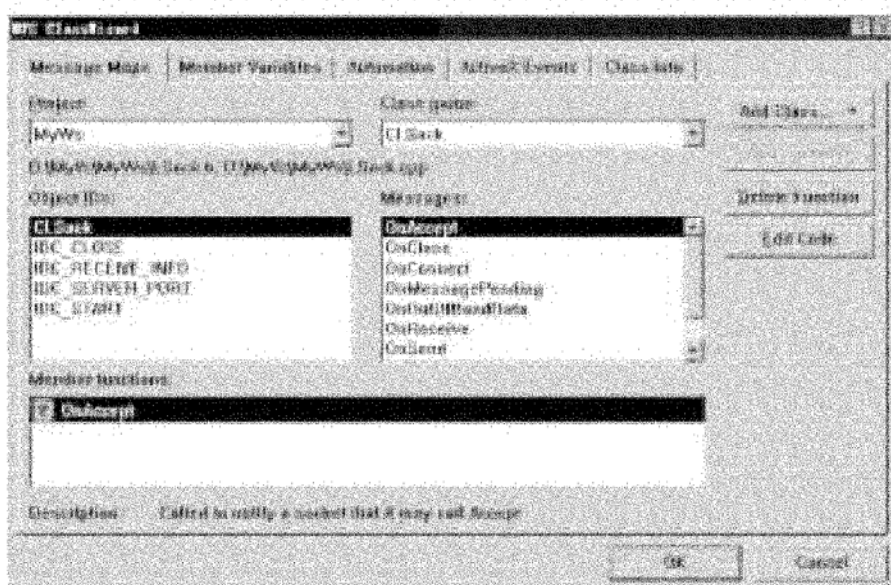 MFC ClassWizard
Message Maps Member Variables Automation ActiveX Events Class Info
Project: Class name:
MyWs CLSock
Object IDs: Messages:
Add Class...
Delete Function
Edit Code
CLSock
IDC_CLOSE
IDC_RECENT_INFO
IDC_SERVER_PORT
IDC_START
OnAccept
OnClose
OnConnect
OnMessagePending
OnOutOfBandData
OnReceive
OnSend
Member functions:
OnAccept
Description: Called to notify a socket that it may call Accept
OK Cancel